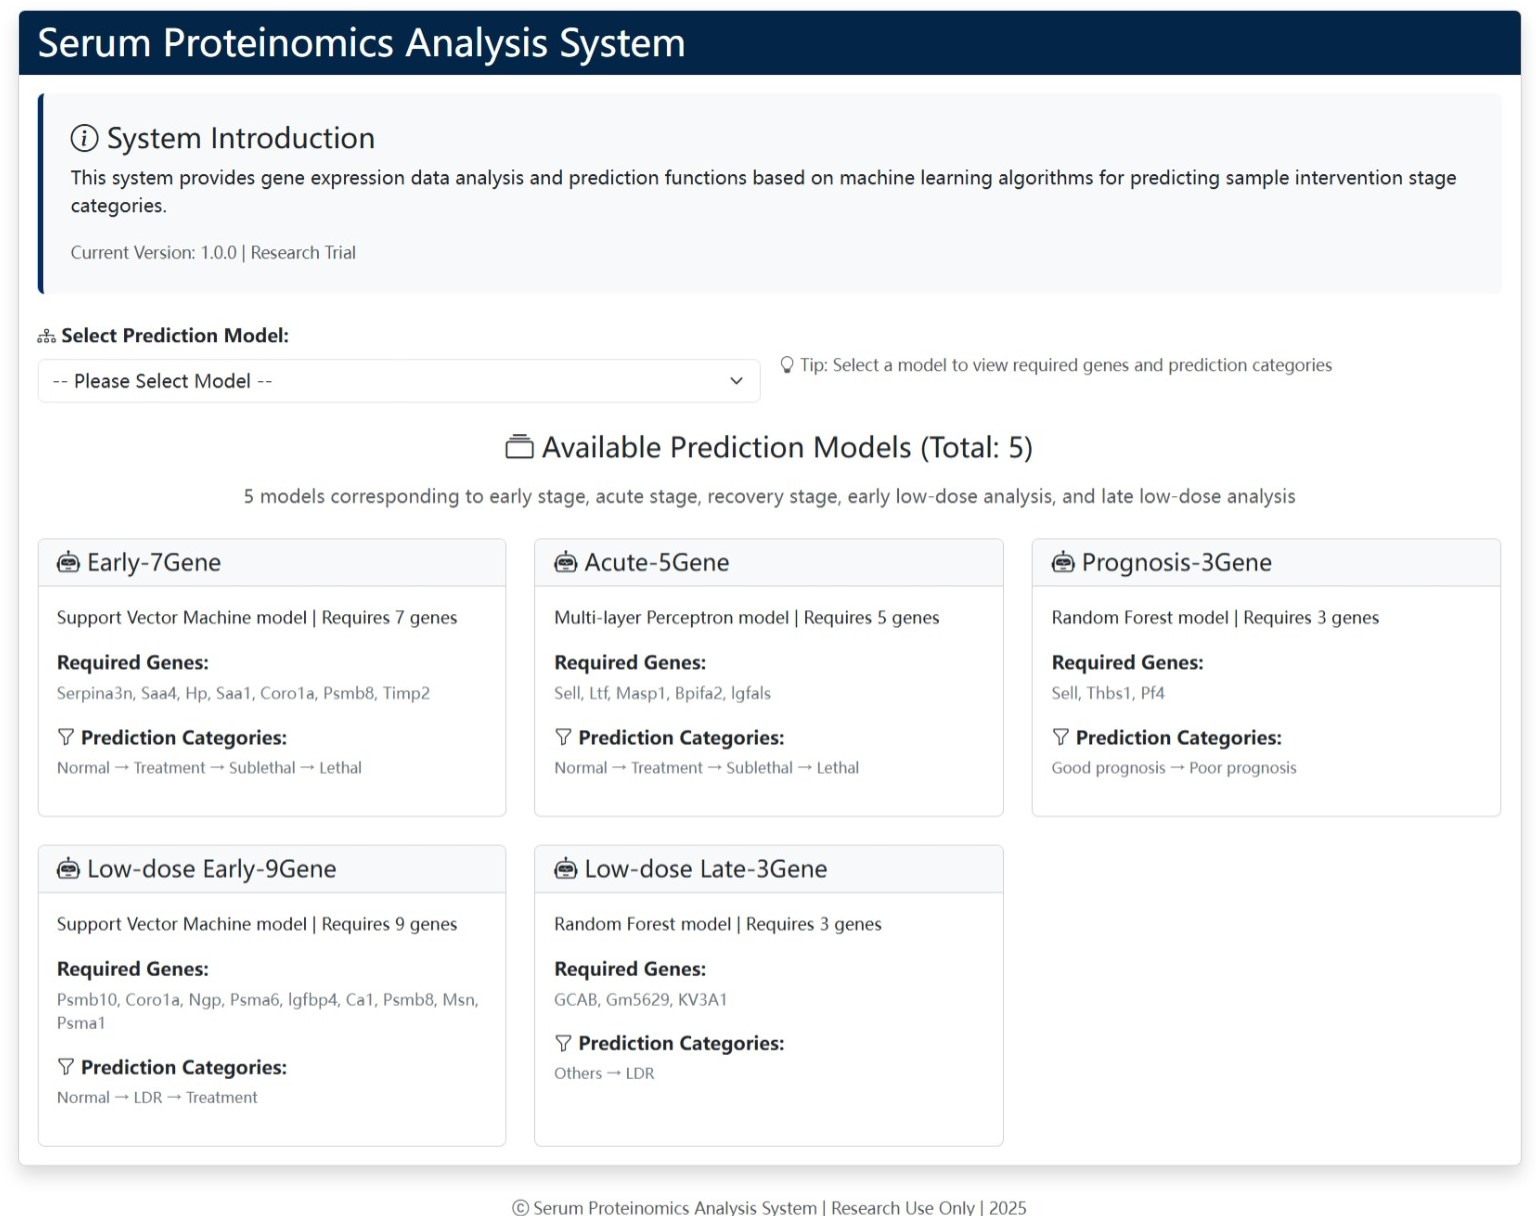 Serum Proteinomics Analysis System
System Introduction
This system provides gene expression data analysis and prediction functions based on machine learning algorithms for predicting sample intervention stage
categories.
Current Version: 1.0.0 | Research Trial
Select Prediction Model:
-- Please Select Model --
Tip: Select a model to view required genes and prediction categories
Available Prediction Models (Total: 5)
5 models corresponding to early stage, acute stage, recovery stage, early low-dose analysis, and late low-dose analysis
Early-7Gene
Support Vector Machine model | Requires 7 genes
Required Genes:
Serpina3n, Saa4, Hp, Saa1, Coro1a, Psmb8, Timp2
Prediction Categories:
Normal → Treatment → Sublethal → Lethal
Acute-5Gene
Multi-layer Perceptron model | Requires 5 genes
Required Genes:
Sell, Ltf, Masp1, Bpifa2, lgfals
Prediction Categories:
Normal → Treatment → Sublethal → Lethal
Prognosis-3Gene
Random Forest model | Requires 3 genes
Required Genes:
Sell, Thbs1, Pf4
Prediction Categories:
Good prognosis → Poor prognosis
Low-dose Early-9Gene
Support Vector Machine model | Requires 9 genes
Required Genes:
Psmb10, Coro1a, Ngp, Psma6, lgfbp4, Ca1, Psmb8, Msn,
Psma1
Prediction Categories:
Normal → LDR → Treatment
Low-dose Late-3Gene
Random Forest model | Requires 3 genes
Required Genes:
GCAB, Gm5629, KV3A1
Prediction Categories:
Others → LDR
© Serum Proteinomics Analysis System | Research Use Only | 2025